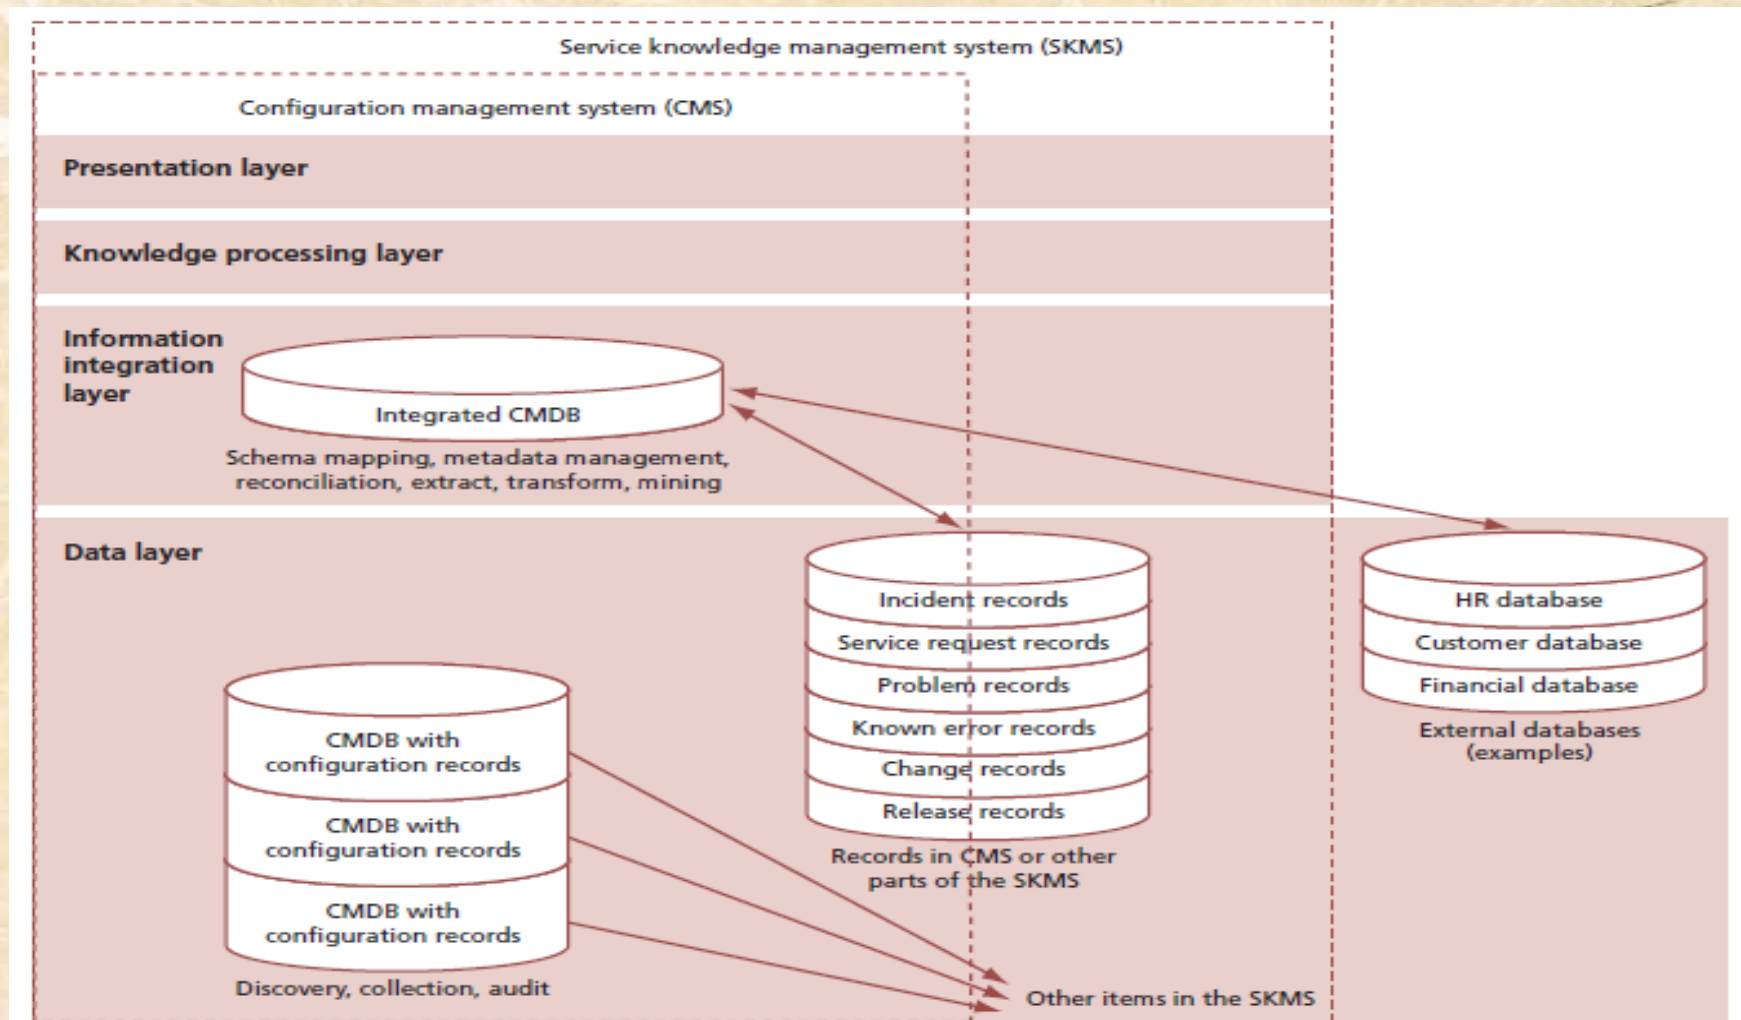 Service knowledge management system (SKMS)
Configuration management system (CMS)
Presentation layer
Knowledge processing layer
Information
integration
layer
Integrated CMDB
Schema mapping, metadata management,
reconciliation, extract, transform, mining
Data layer
Incident records
Service request records
Problem records
Known error records
Change records
Release records
Records in CMS or other
parts of the SKMS
HR database
Customer database
Financial database
External databases
(examples)
CMDB with
configuration records
CMDB with
configuration records
CMDB with
configuration records
Discovery, collection, audit
Other items in the SKMS